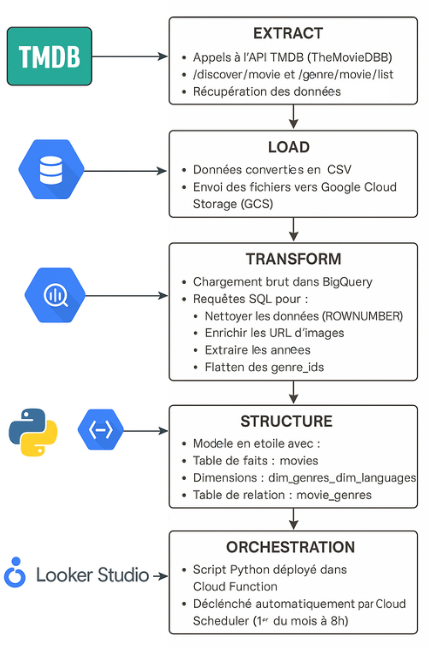 TMDB
EXTRACT
• Appels à l'API TMDB (TheMovieDBB)
• /discover/movie et /genre/movie/list
• Récupération des données
LOAD
• Données converties en CSV
• Envoi des fichiers vers Google Cloud
Storage (GCS)
TRANSFORM
• Chargement brut dans BigQuery
• Requêtes SQL pour :
• Nettoyer les données (ROWNUMBER)
• Enrichir les URL d'images
• Extraire les années
• Flatten des genre_ids
STRUCTURE
• Modele en etoile avec :
• Table de faits : movies
• Dimensions : dim_genres_dim_languages
• Table de relation : movie_genres
Looker Studio
ORCHESTRATION
• Script Python déployé dans
Cloud Function
• Déclénché automatiquement par Cloud
Scheduler (1er du mois à 8h)